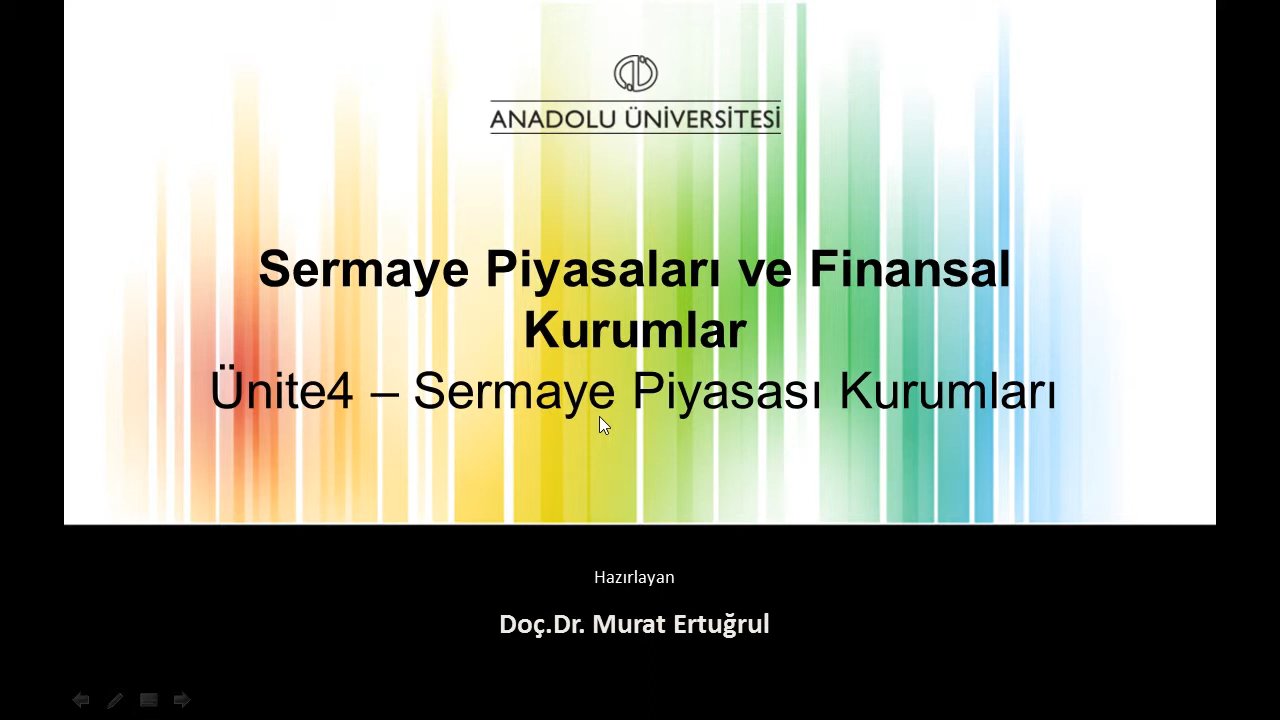 ANADOLU ÜNİVERSİTESİ
Sermaye Piyasaları ve Finansal
Kurumlar
Ünite4 – Sermaye Piyasası Kurumları
Hazırlayan
Doç.Dr. Murat Ertuğrul